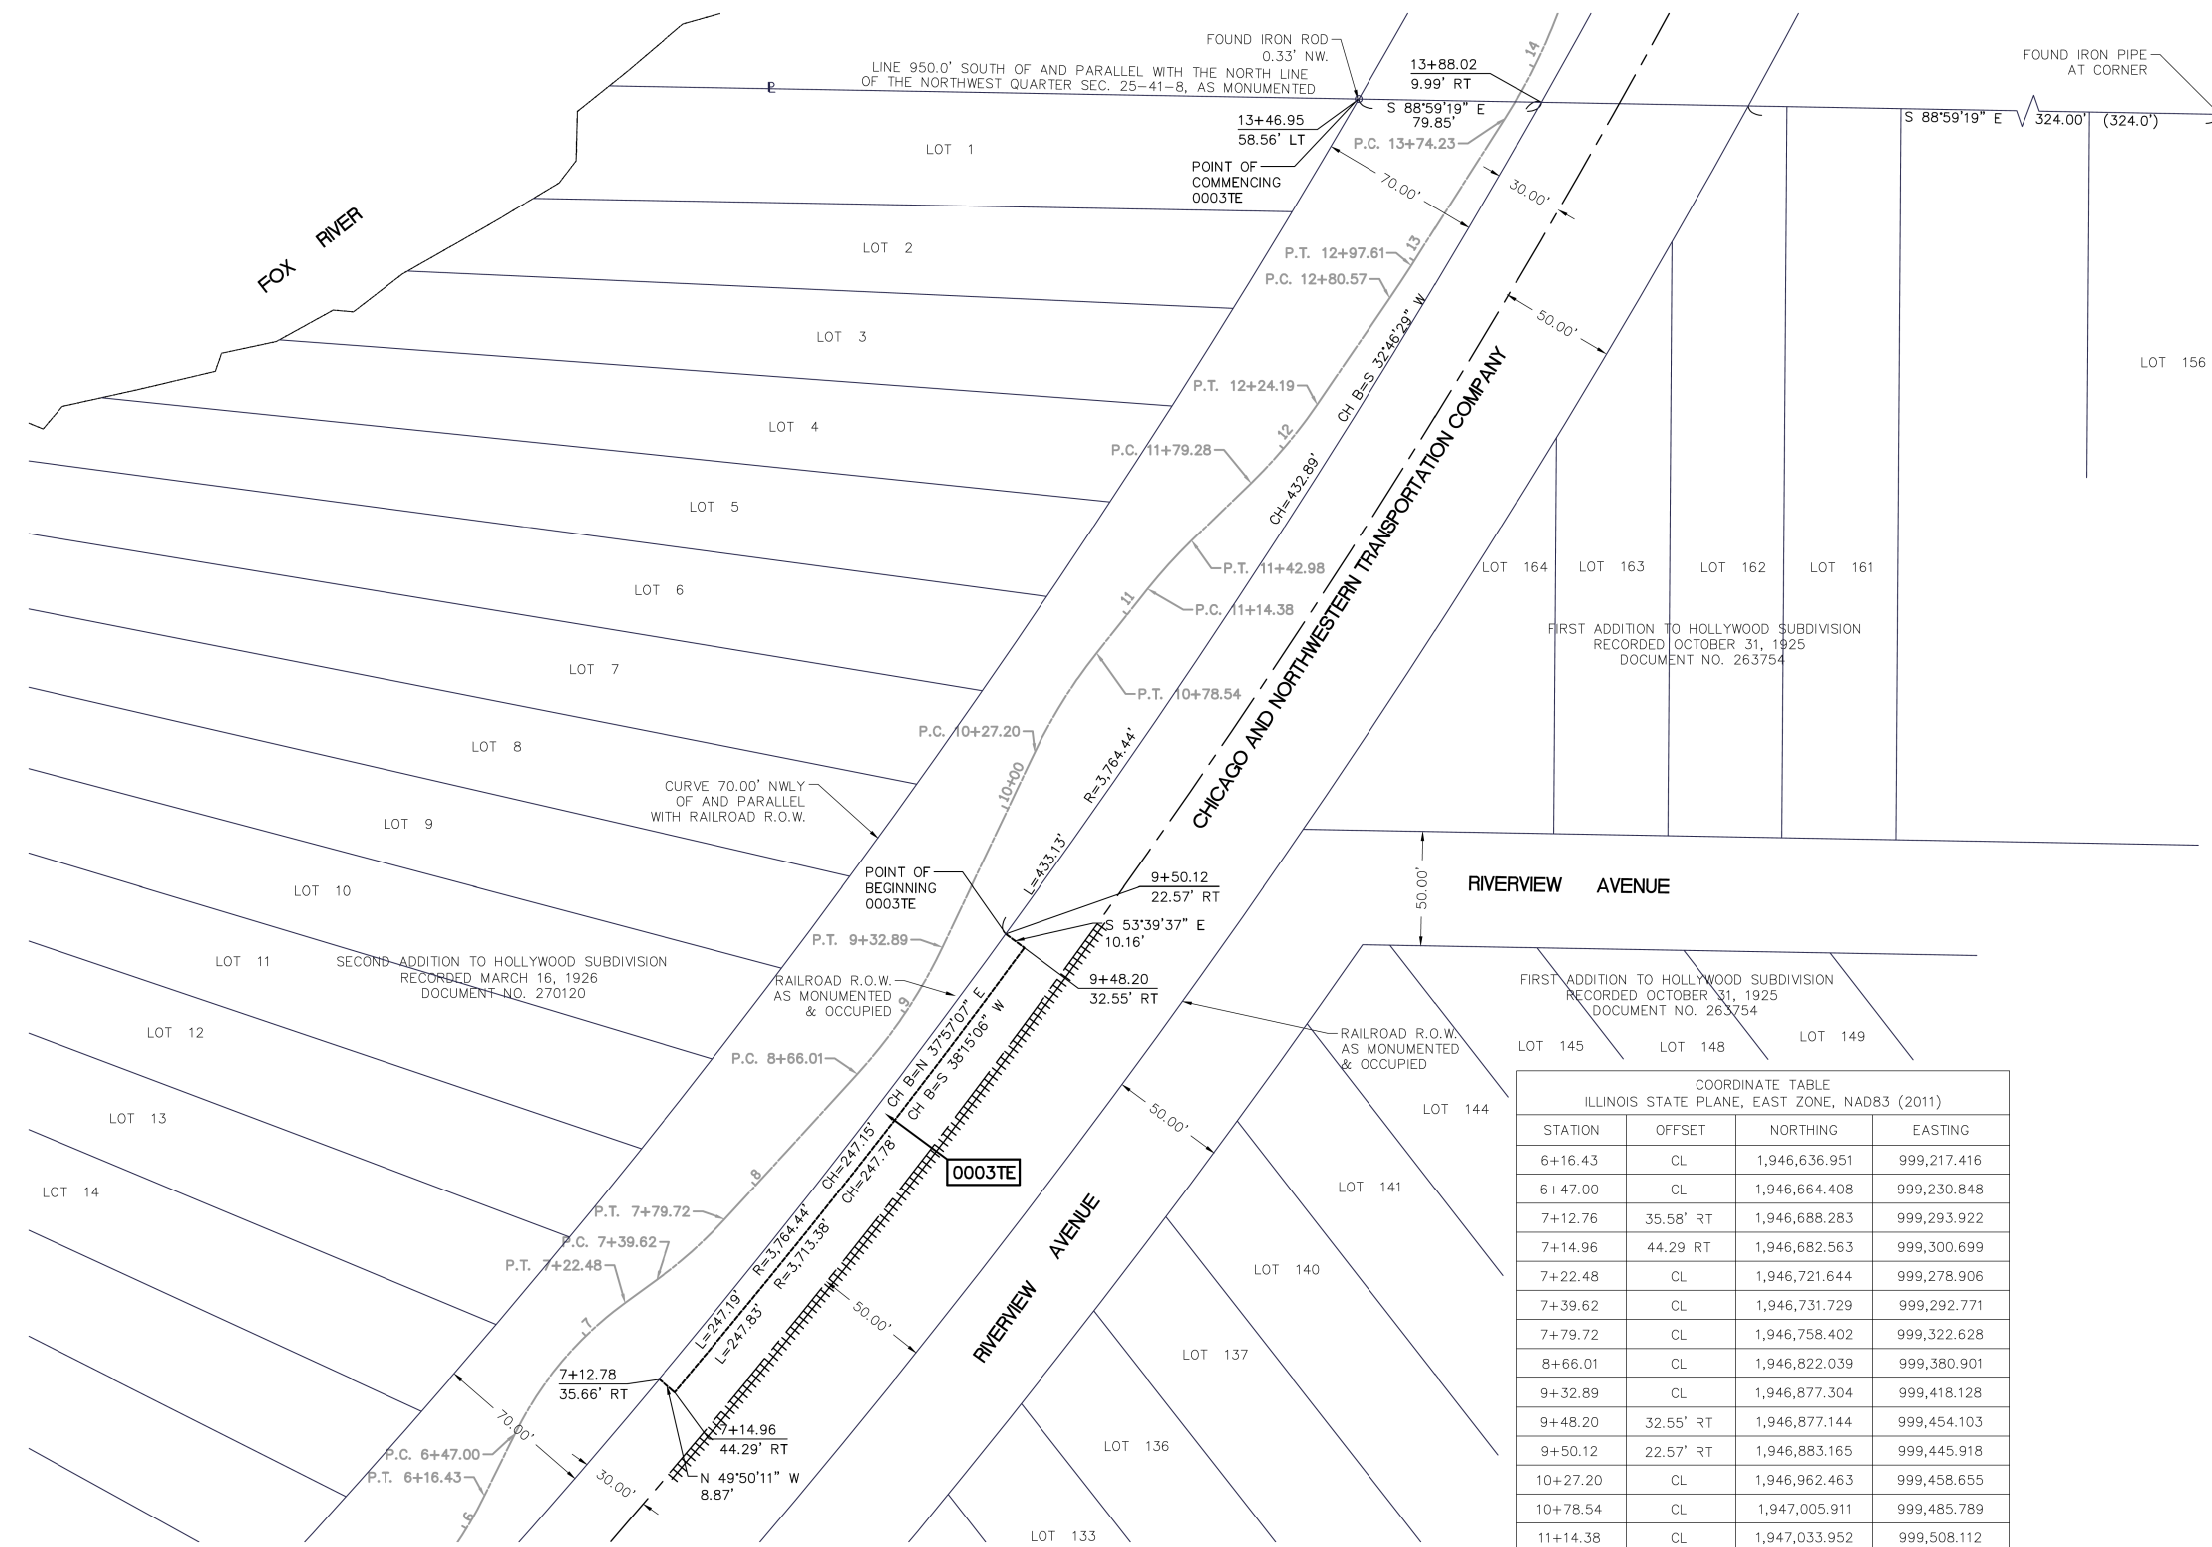 FOUND IRON ROD
0.33' NW.
LINE 950.0' SOUTH OF AND PARALLEL WITH THE NORTH LINE
OF THE NORTHWEST QUARTER SEC. 25-41-8, AS MONUMENTED
13+88.02
9.99' RT
14
FOUND IRON PIPE
AT CORNER
P
S 88°59'19" E
79.85'
13+46.95
58.56' LT
P.C. 13+74.23
S 88°59'19" E 324.00' (324.0')
LOT 1
POINT OF
COMMENCING
0003TE
70.00'
30.00'
FOX RIVER
LOT 2
P.T. 12+97.61
13
P.C. 12+80.57
LOT 3
CH B=S 32°46'29" W
50.00'
LOT 156
P.T. 12+24.19
LOT 4
12
P.C. 11+79.28
CH=432.89'
CHICAGO AND NORTHWESTERN TRANSPORTATION COMPANY
LOT 5
LOT 164
LOT 163
LOT 162
LOT 161
P.T. 11+42.98
LOT 6
11
P.C. 11+14.38
FIRST ADDITION TO HOLLYWOOD SUBDIVISION
RECORDED OCTOBER 31, 1925
DOCUMENT NO. 263754
LOT 7
P.T. 10+78.54
P.C. 10+27.20
LOT 8
R=3,764.44'
10+00
CURVE 70.00' NWLY
OF AND PARALLEL
WITH RAILROAD R.O.W.
LOT 9
L=433.13'
POINT OF
BEGINNING
0003TE
9+50.12
22.57' RT
50.00'
RIVERVIEW AVENUE
LOT 10
S 53°39'37" E
10.16'
P.T. 9+32.89
LOT 11
SECOND ADDITION TO HOLLYWOOD SUBDIVISION
RECORDED MARCH 16, 1926
DOCUMENT NO. 270120
RAILROAD R.O.W.
AS MONUMENTED
& OCCUPIED
9
9+48.20
32.55' RT
FIRST ADDITION TO HOLLYWOOD SUBDIVISION
RECORDED OCTOBER 31, 1925
DOCUMENT NO. 263754
LOT 12
RAILROAD R.O.W.
AS MONUMENTED
& OCCUPIED
LOT 145
LOT 148
LOT 149
P.C. 8+66.01
CH B=N 37°57'07" E
CH B=S 38°15'06" W
LOT 13
50.00'
LOT 144
CH=247.15'
CH=247.78'
0003TE
LOT 141
LCT 14
8
P.T. 7+79.72
P.C. 7+39.62
P.T. 7+22.48
R=3,764.44'
R=3,713.38'
RIVERVIEW AVENUE
LOT 140
7
L=247.19'
L=247.83'
50.00'
LOT 137
7+12.78
35.66' RT
70.00'
7+14.96
44.29' RT
LOT 136
P.C. 6+47.00
P.T. 6+16.43
30.00'
N 49°50'11" W
8.87'
6
LOT 133
COORDINATE TABLE
ILLINOIS STATE PLANE, EAST ZONE, NAD83 (2011)
STATION OFFSET NORTHING EASTING
6+16.43 CL 1,946,636.951 999,217.416
6+47.00 CL 1,946,664.408 999,230.848
7+12.76 35.58' RT 1,946,688.283 999,293.922
7+14.96 44.29 RT 1,946,682.563 999,300.699
7+22.48 CL 1,946,721.644 999,278.906
7+39.62 CL 1,946,731.729 999,292.771
7+79.72 CL 1,946,758.402 999,322.628
8+66.01 CL 1,946,822.039 999,380.901
9+32.89 CL 1,946,877.304 999,418.128
9+48.20 32.55' RT 1,946,877.144 999,454.103
9+50.12 22.57' RT 1,946,883.165 999,445.918
10+27.20 CL 1,946,962.463 999,458.655
10+78.54 CL 1,947,005.911 999,485.789
11+14.38 CL 1,947,033.952 999,508.112